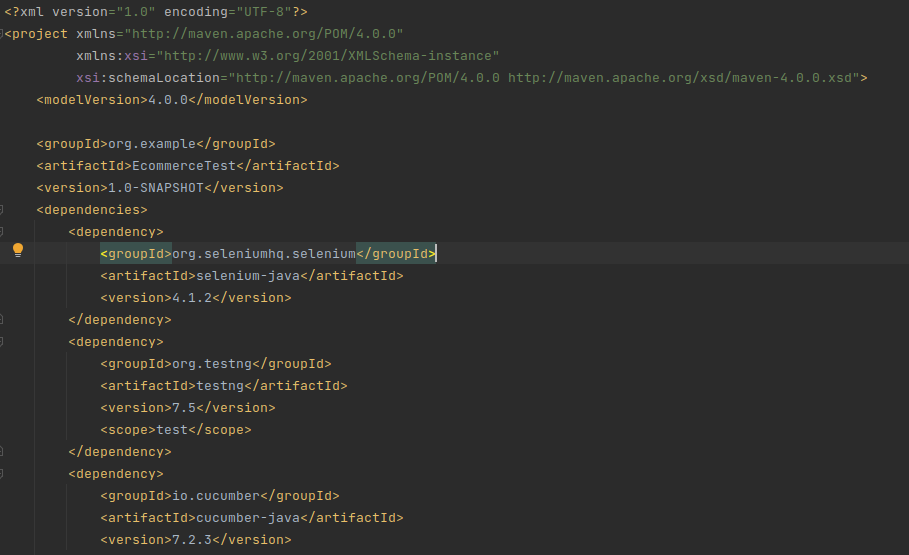 <?xml version="1.0" encoding="UTF-8"?>
<project xmlns="http://maven.apache.org/POM/4.0.0"
         xmlns:xsi="http://www.w3.org/2001/XMLSchema-instance"
         xsi:schemaLocation="http://maven.apache.org/POM/4.0.0 http://maven.apache.org/xsd/maven-4.0.0.xsd">
    <modelVersion>4.0.0</modelVersion>

    <groupId>org.example</groupId>
    <artifactId>EcommerceTest</artifactId>
    <version>1.0-SNAPSHOT</version>
    <dependencies>
        <dependency>
            <groupId>org.seleniumhq.selenium</groupId>
            <artifactId>selenium-java</artifactId>
            <version>4.1.2</version>
        </dependency>
        <dependency>
            <groupId>org.testng</groupId>
            <artifactId>testng</artifactId>
            <version>7.5</version>
            <scope>test</scope>
        </dependency>
        <dependency>
            <groupId>io.cucumber</groupId>
            <artifactId>cucumber-java</artifactId>
            <version>7.2.3</version>